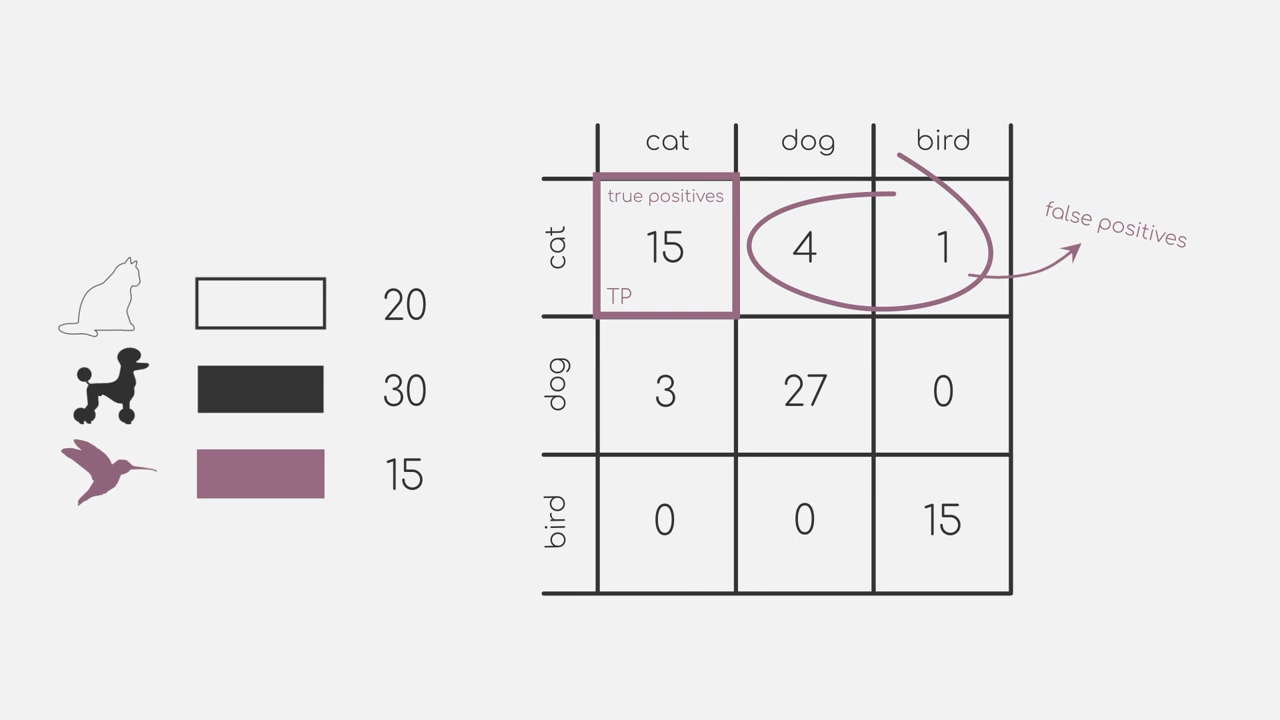 20
30
15
cat dog bird
true positives
cat 15 4 1
TP
false positives
dog 3 27 0
bird 0 0 15